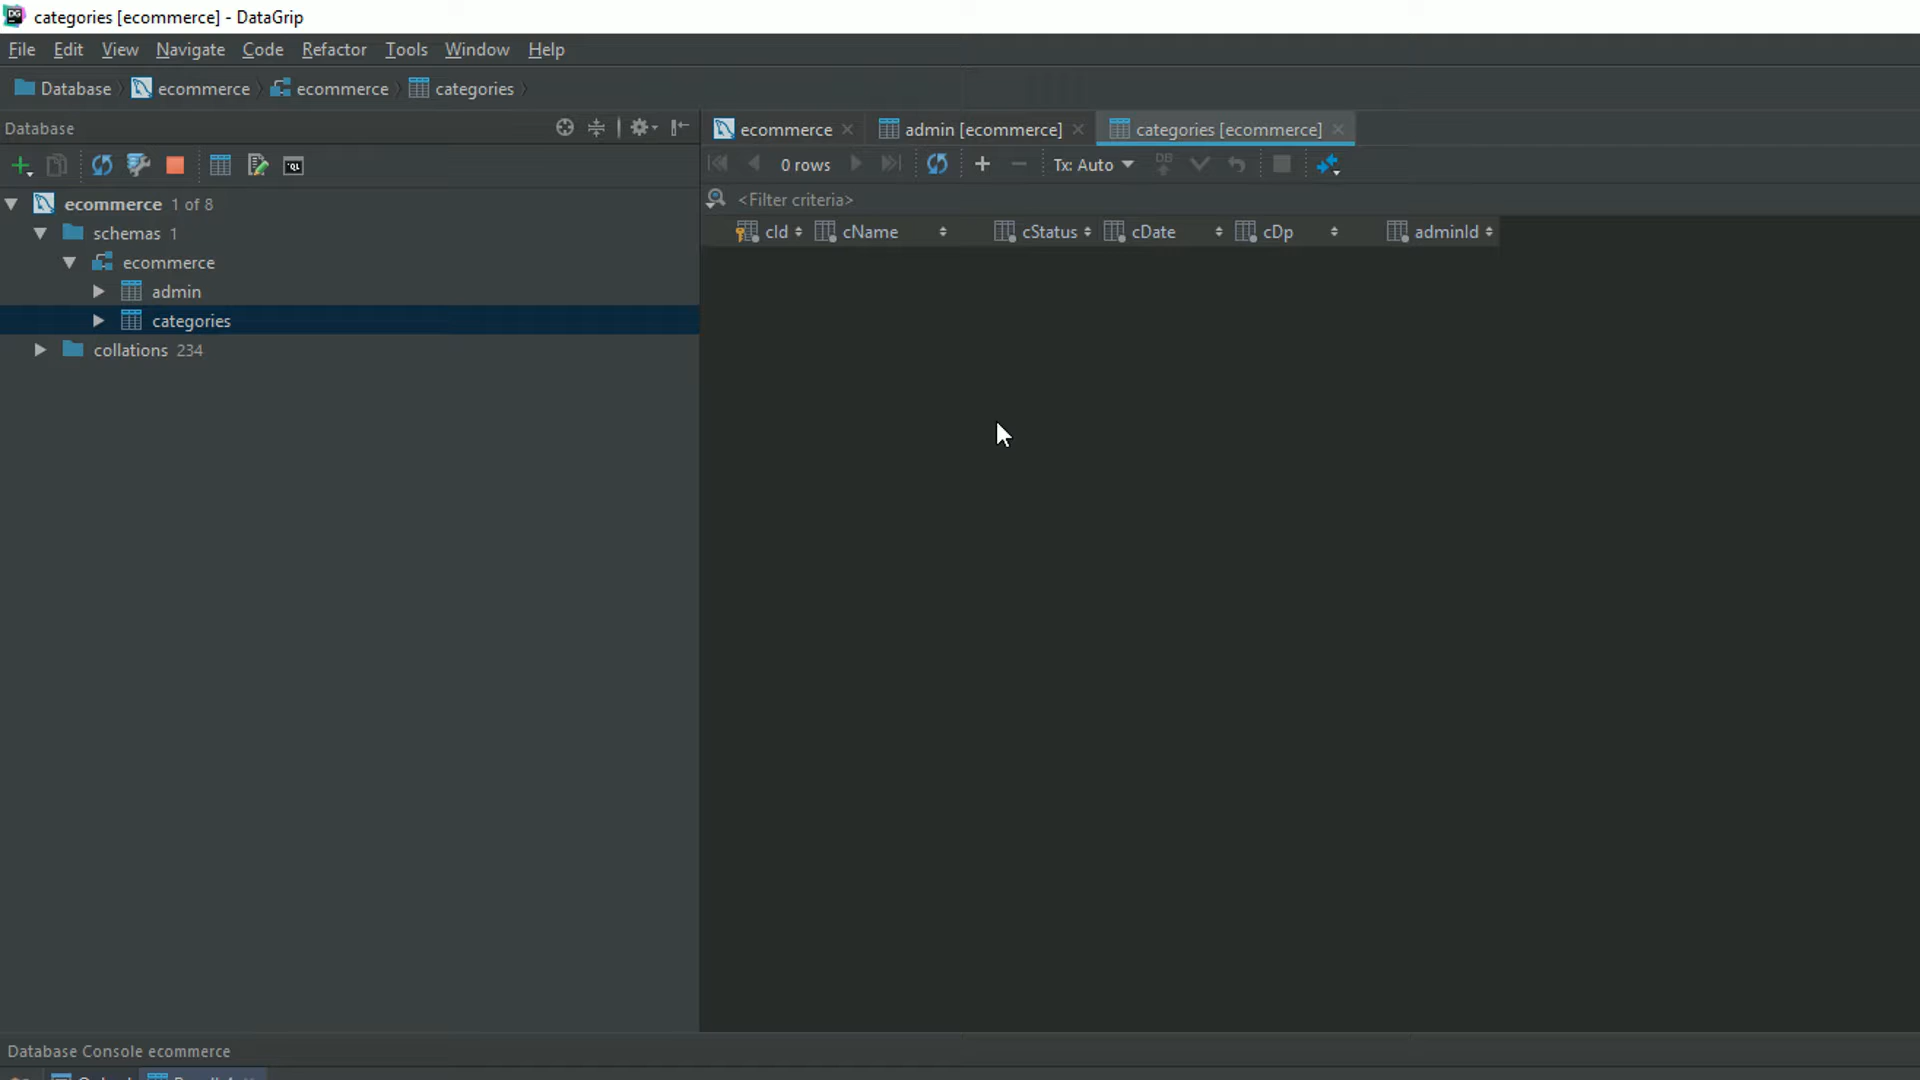 categories [ecommerce] - DataGrip
File Edit View Navigate Code Refactor Tools Window Help
Database ecommerce ecommerce categories
Database
ecommerce admin [ecommerce] categories [ecommerce]
0 rows Tx: Auto DB
<Filter criteria>
cId cName cStatus cDate cDp adminId
ecommerce 1 of 8
schemas 1
ecommerce
admin
categories
collations 234
Database Console ecommerce